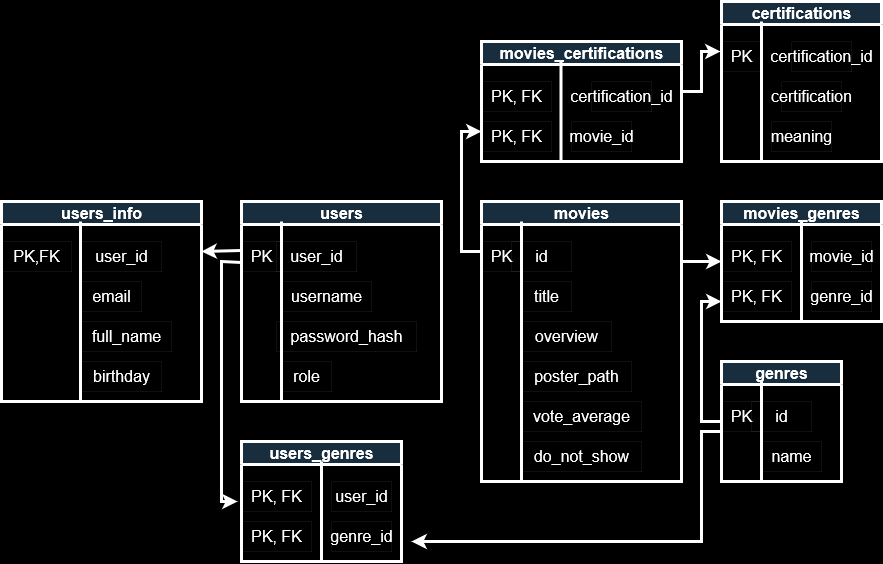 certifications
PK certification_id
certification
meaning
movies_certifications
PK, FK certification_id
PK, FK movie_id
users_info
PK,FK user_id
email
full_name
birthday
users
PK user_id
username
password_hash
role
movies
PK id
title
overview
poster_path
vote_average
do_not_show
movies_genres
PK, FK movie_id
PK, FK genre_id
genres
PK id
name
users_genres
PK, FK user_id
PK, FK genre_id